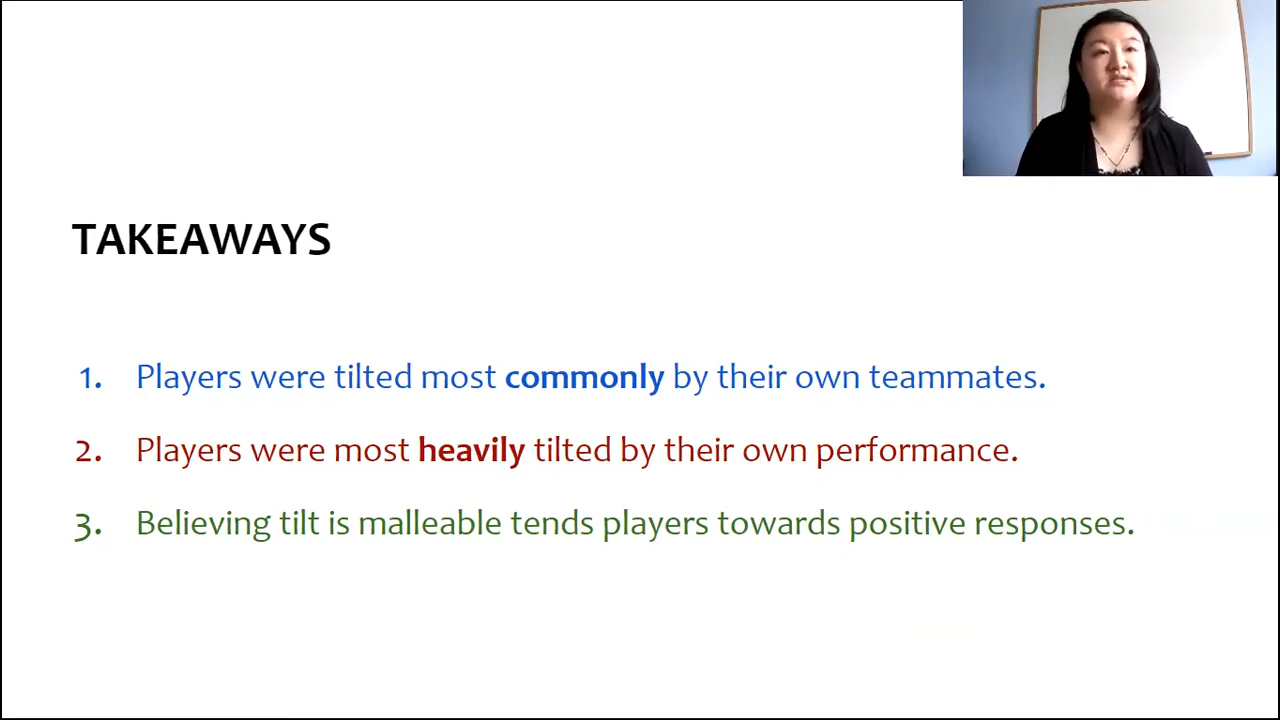 TAKEAWAYS
1. Players were tilted most commonly by their own teammates.
2. Players were most heavily tilted by their own performance.
3. Believing tilt is malleable tends players towards positive responses.